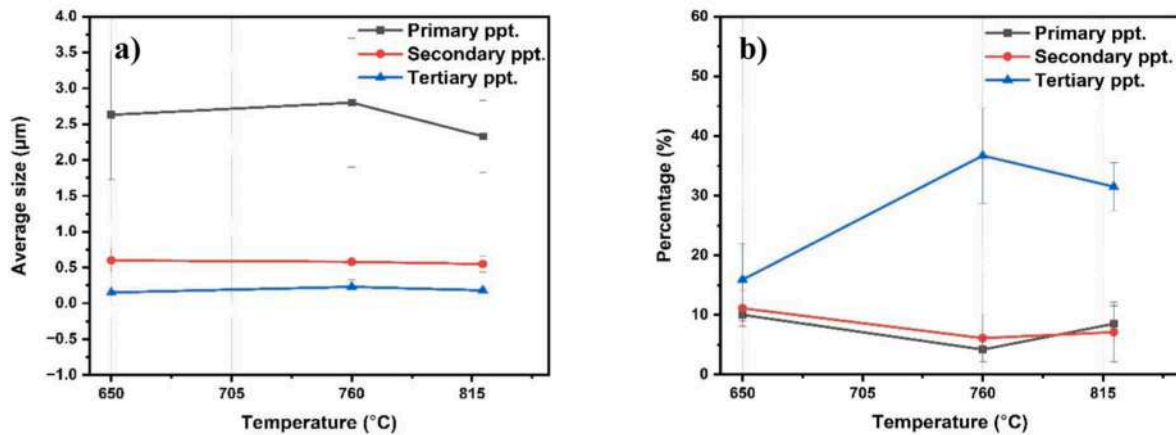 a)
Primary ppt.
Secondary ppt.
Tertiary ppt.
4.0
3.5
3.0
2.5
2.0
1.5
1.0
0.5
0.0
−0.5
−1.0
Average size (µm)
650
705
760
815
Temperature (°C)
b)
Primary ppt.
Secondary ppt.
Tertiary ppt.
60
50
40
30
20
10
0
Percentage (%)
650
705
760
815
Temperature (°C)